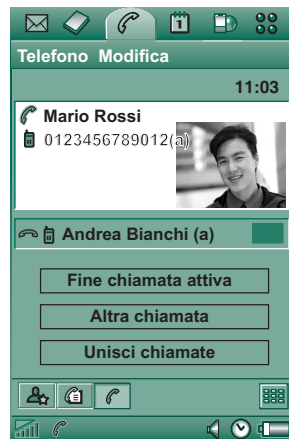 Telefono Modifica
11:03
Mario Rossi
0123456789012(a)
Andrea Bianchi (a)
Fine chiamata attiva
Altra chiamata
Unisci chiamate